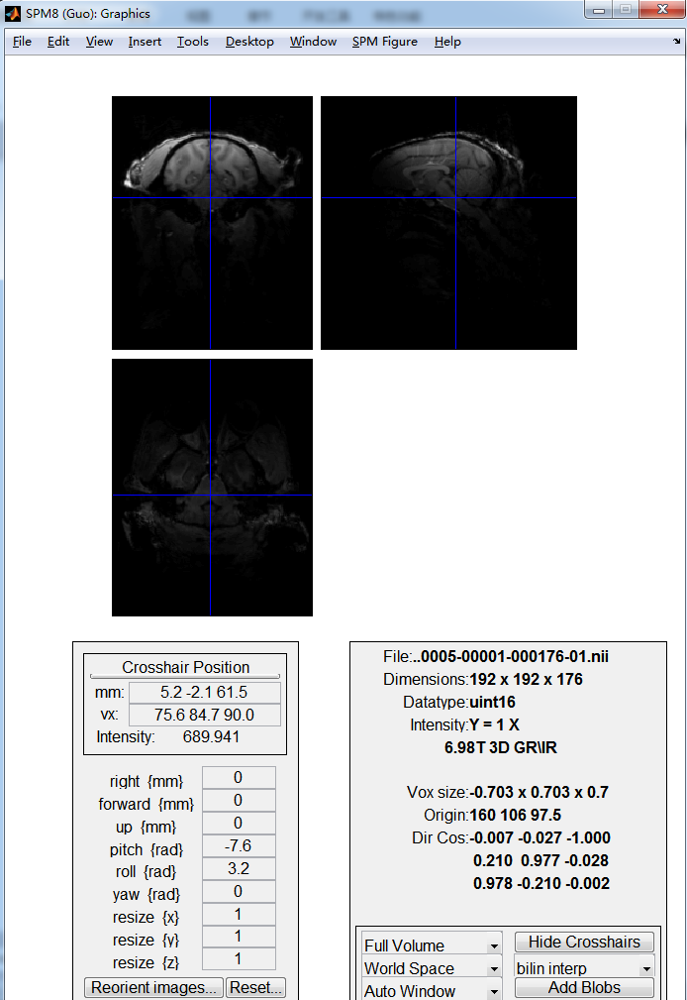 SPM8 (Guo): Graphics
File Edit View Insert Tools Desktop Window SPM Figure Help
Crosshair Position
mm: 5.2 -2.1 61.5
vx: 75.6 84.7 90.0
Intensity: 689.941
right {mm} 0
forward {mm} 0
up {mm} 0
pitch {rad} -7.6
roll {rad} 3.2
yaw {rad} 0
resize {x} 1
resize {y} 1
resize {z} 1
Reorient images... Reset...
File:..0005-00001-000176-01.nii
Dimensions:192 x 192 x 176
Datatype:uint16
Intensity:Y = 1 X
6.98T 3D GR\IR
Vox size:-0.703 x 0.703 x 0.7
Origin:160 106 97.5
Dir Cos:-0.007 -0.027 -1.000
0.210 0.977 -0.028
0.978 -0.210 -0.002
Full Volume Hide Crosshairs
World Space bilin interp
Auto Window Add Blobs